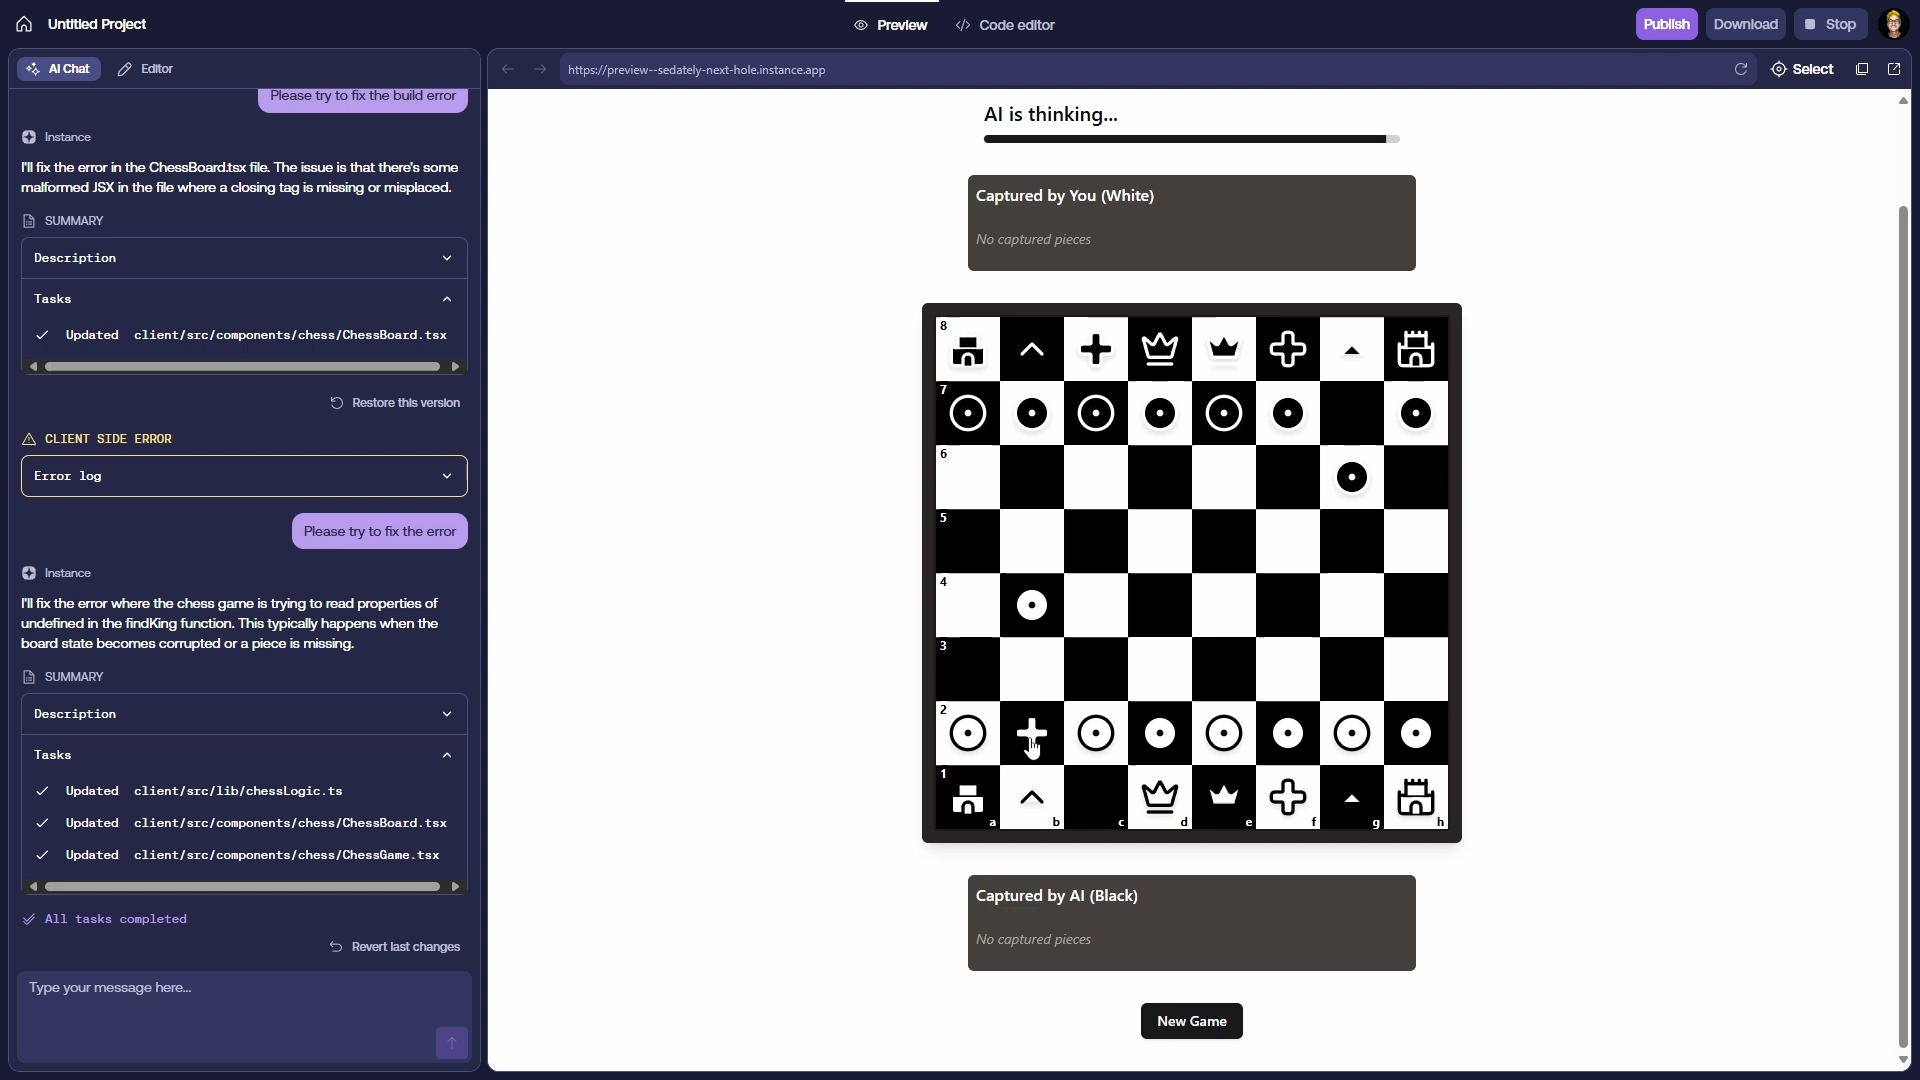 Untitled Project
Preview
Code editor
Publish
Download
Stop
AI Chat
Editor
https://preview--sedately-next-hole.instance.app
Select
Please try to fix the build error
Instance
I'll fix the error in the ChessBoard.tsx file. The issue is that there's some
malformed JSX in the file where a closing tag is missing or misplaced.
SUMMARY
Description
Tasks
Updated client/src/components/chess/ChessBoard.tsx
Restore this version
CLIENT SIDE ERROR
Error log
Please try to fix the error
Instance
I'll fix the error where the chess game is trying to read properties of
undefined in the findKing function. This typically happens when the
board state becomes corrupted or a piece is missing.
SUMMARY
Description
Tasks
Updated client/src/lib/chessLogic.ts
Updated client/src/components/chess/ChessBoard.tsx
Updated client/src/components/chess/ChessGame.tsx
All tasks completed
Revert last changes
Type your message here...
AI is thinking...
Captured by You (White)
No captured pieces
8
7
6
5
4
3
2
1
a b c d e f g h
Captured by AI (Black)
No captured pieces
New Game